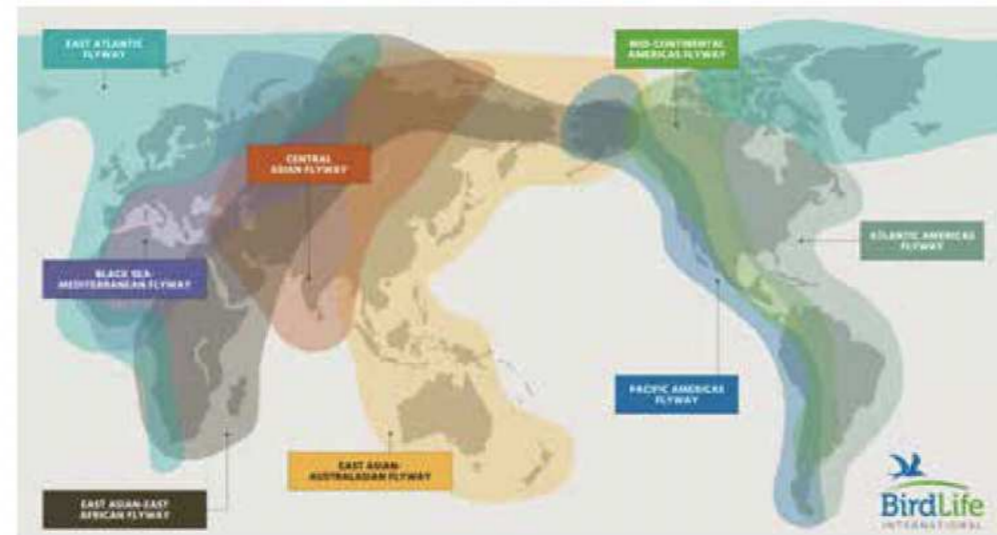 EAST ATLANTIC
FLYWAY
MID-CONTINENTAL
AMERICAS FLYWAY
CENTRAL
ASIAN FLYWAY
ATLANTIC AMERICAS
FLYWAY
BLACK SEA-
MEDITERRANEAN FLYWAY
PACIFIC AMERICAS
FLYWAY
EAST ASIAN-
AUSTRALASIAN FLYWAY
EAST ASIAN-EAST
AFRICAN FLYWAY
BirdLife
INTERNATIONAL